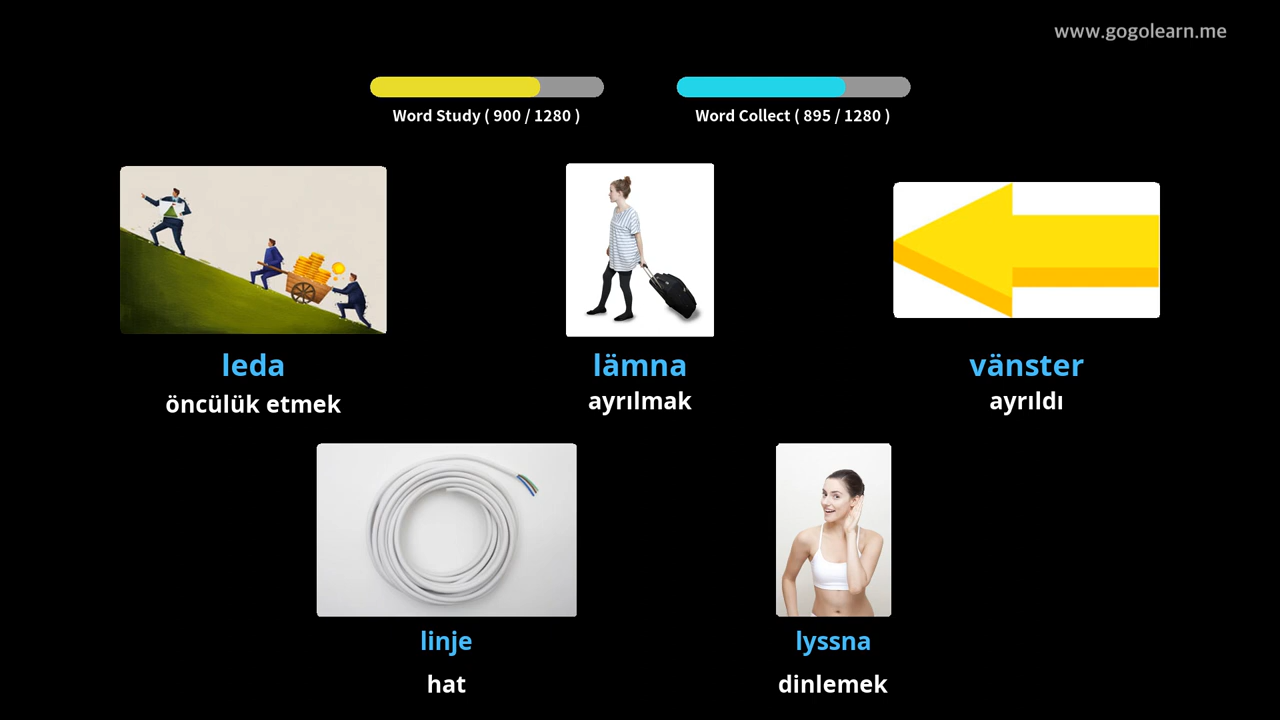 www.gogolearn.me
Word Study ( 900 / 1280 )
Word Collect ( 895 / 1280 )
leda
öncülük etmek
lämna
ayrılmak
vänster
ayrıldı
linje
hat
lyssna
dinlemek